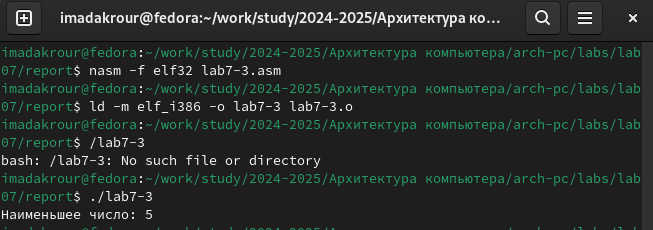 imadakrour@fedora:~/work/study/2024-2025/Архитектура ко...
imadakrour@fedora:~/work/study/2024-2025/Архитектура компьютера/arch-pc/labs/lab
07/report$ nasm -f elf32 lab7-3.asm
imadakrour@fedora:~/work/study/2024-2025/Архитектура компьютера/arch-pc/labs/lab
07/report$ ld -m elf_i386 -o lab7-3 lab7-3.o
imadakrour@fedora:~/work/study/2024-2025/Архитектура компьютера/arch-pc/labs/lab
07/report$ /lab7-3
bash: /lab7-3: No such file or directory
imadakrour@fedora:~/work/study/2024-2025/Архитектура компьютера/arch-pc/labs/lab
07/report$ ./lab7-3
Наименьшее число: 5